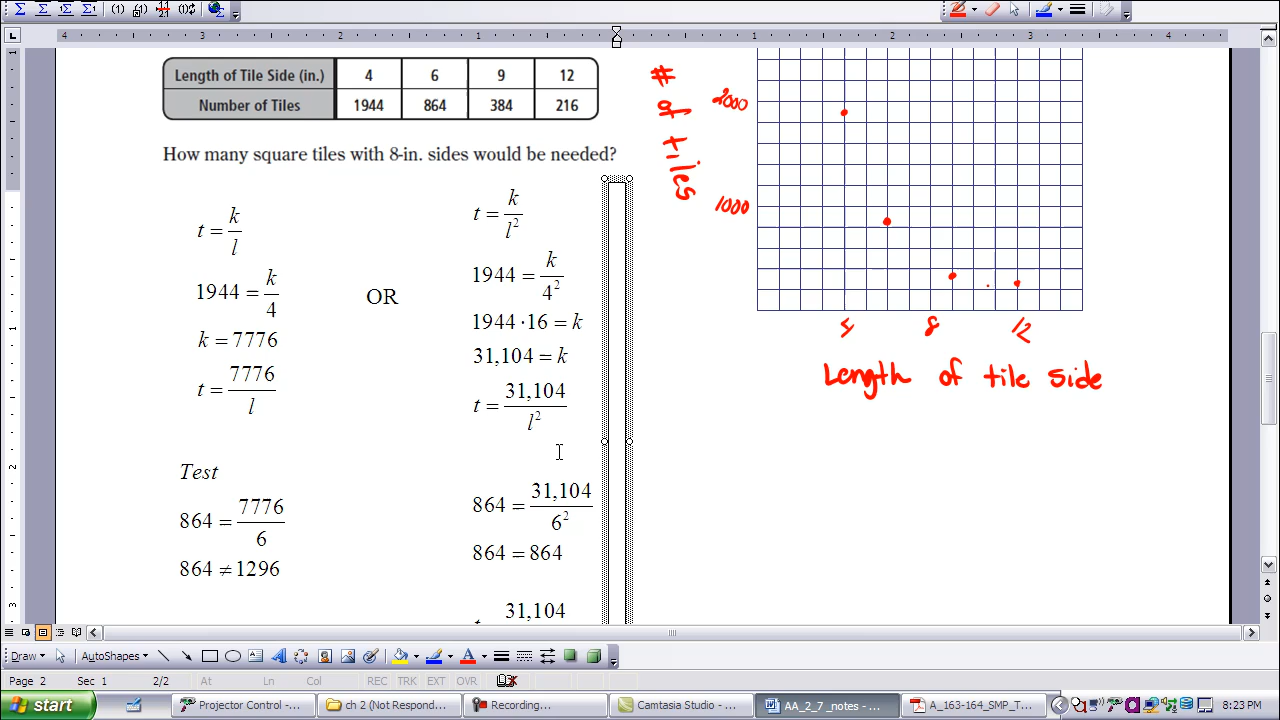 Length of Tile Side (in.) 4 6 9 12
Number of Tiles 1944 864 384 216
How many square tiles with 8-in. sides would be needed?
t = k/l
1944 = k/4
k = 7776
t = 7776/l
OR
t = k/l²
1944 = k/4²
1944 · 16 = k
31,104 = k
t = 31,104/l²
Test
864 = 7776/6
864 ≠ 1296
864 = 31,104/6²
864 = 864
31,104
# of tiles
2000
1000
4 8 12
Length of tile side
Draw AutoShapes
Page 2 Sec 1 2/2 At Ln Col REC TRK EXT OVR
start Projector Control - ... ch 2 (Not Respond... Recording... Camtasia Studio - ... AA_2_7 _notes - ... A_163-164_SMP_T... 8:23 PM